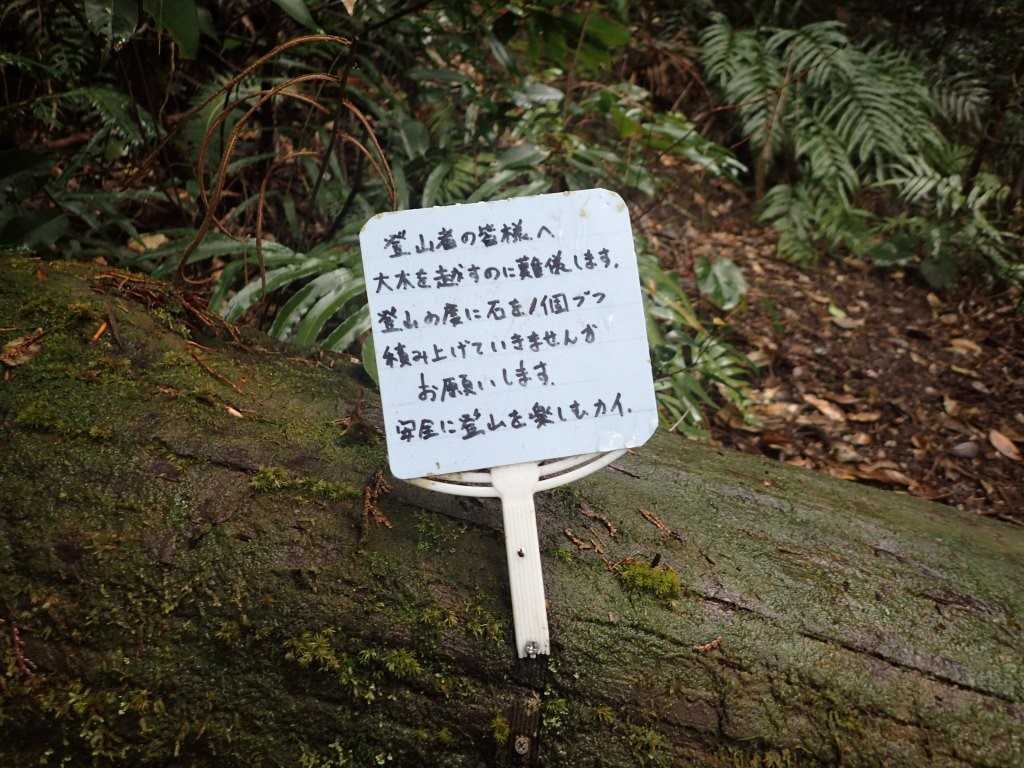 登山者の皆様へ
大木を越すのに難儀します。
登山の度に石を1個づつ
積み上げていきませんか
お願いします。
安全に登山を楽しむカイ.